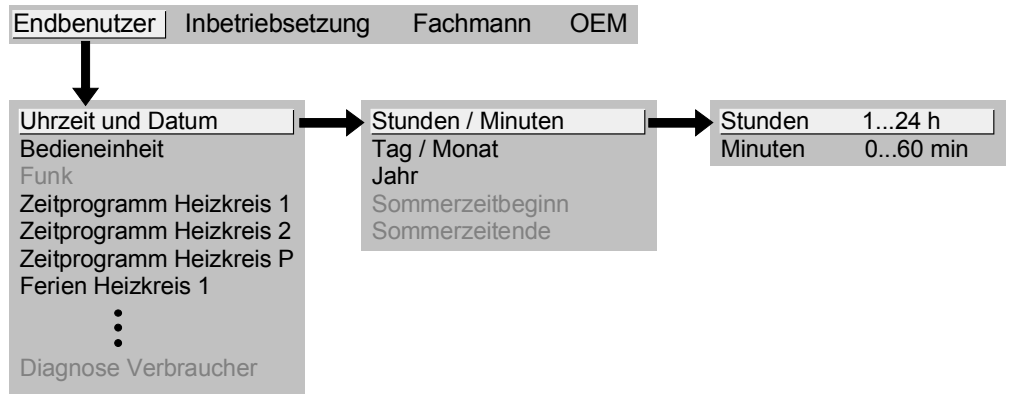 Endbenutzer Inbetriebsetzung Fachmann OEM
Uhrzeit und Datum
Bedieneinheit
Funk
Zeitprogramm Heizkreis 1
Zeitprogramm Heizkreis 2
Zeitprogramm Heizkreis P
Ferien Heizkreis 1
Diagnose Verbraucher
Stunden / Minuten
Tag / Monat
Jahr
Sommerzeitbeginn
Sommerzeitende
Stunden 1...24 h
Minuten 0...60 min